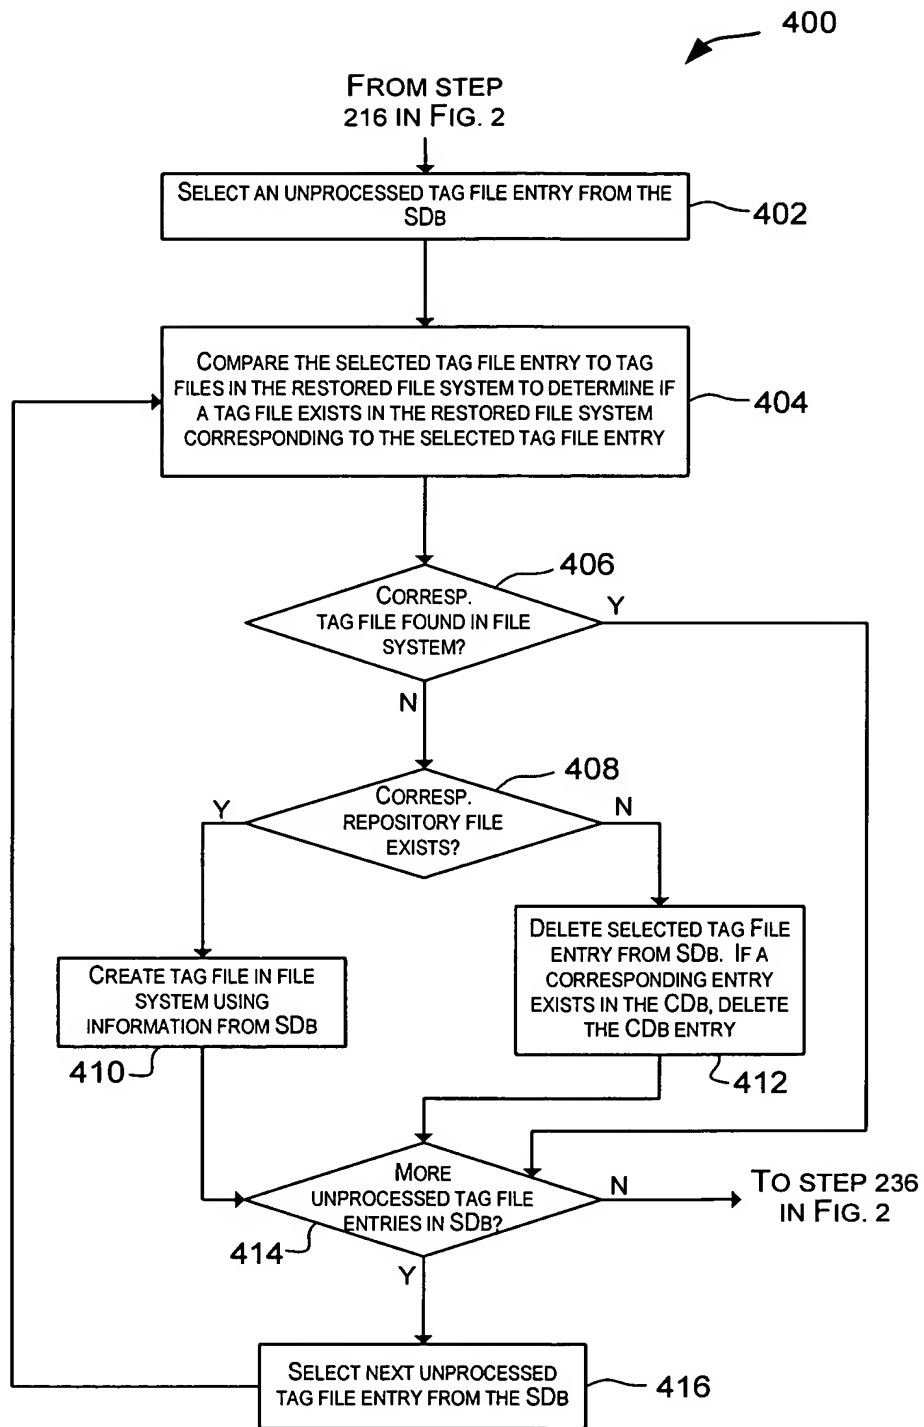 400
FROM STEP
216 IN FIG. 2
SELECT AN UNPROCESSED TAG FILE ENTRY FROM THE
SDB
402
COMPARE THE SELECTED TAG FILE ENTRY TO TAG
FILES IN THE RESTORED FILE SYSTEM TO DETERMINE IF
A TAG FILE EXISTS IN THE RESTORED FILE SYSTEM
CORRESPONDING TO THE SELECTED TAG FILE ENTRY
404
406
CORRESP.
TAG FILE FOUND IN FILE
SYSTEM?
Y
N
408
CORRESP.
REPOSITORY FILE
EXISTS?
Y
N
CREATE TAG FILE IN FILE
SYSTEM USING
INFORMATION FROM SDB
410
DELETE SELECTED TAG FILE
ENTRY FROM SDB. IF A
CORRESPONDING ENTRY
EXISTS IN THE CDB, DELETE
THE CDB ENTRY
412
MORE
UNPROCESSED TAG FILE
ENTRIES IN SDB?
414
N
TO STEP 236
IN FIG. 2
Y
SELECT NEXT UNPROCESSED
TAG FILE ENTRY FROM THE SDB
416